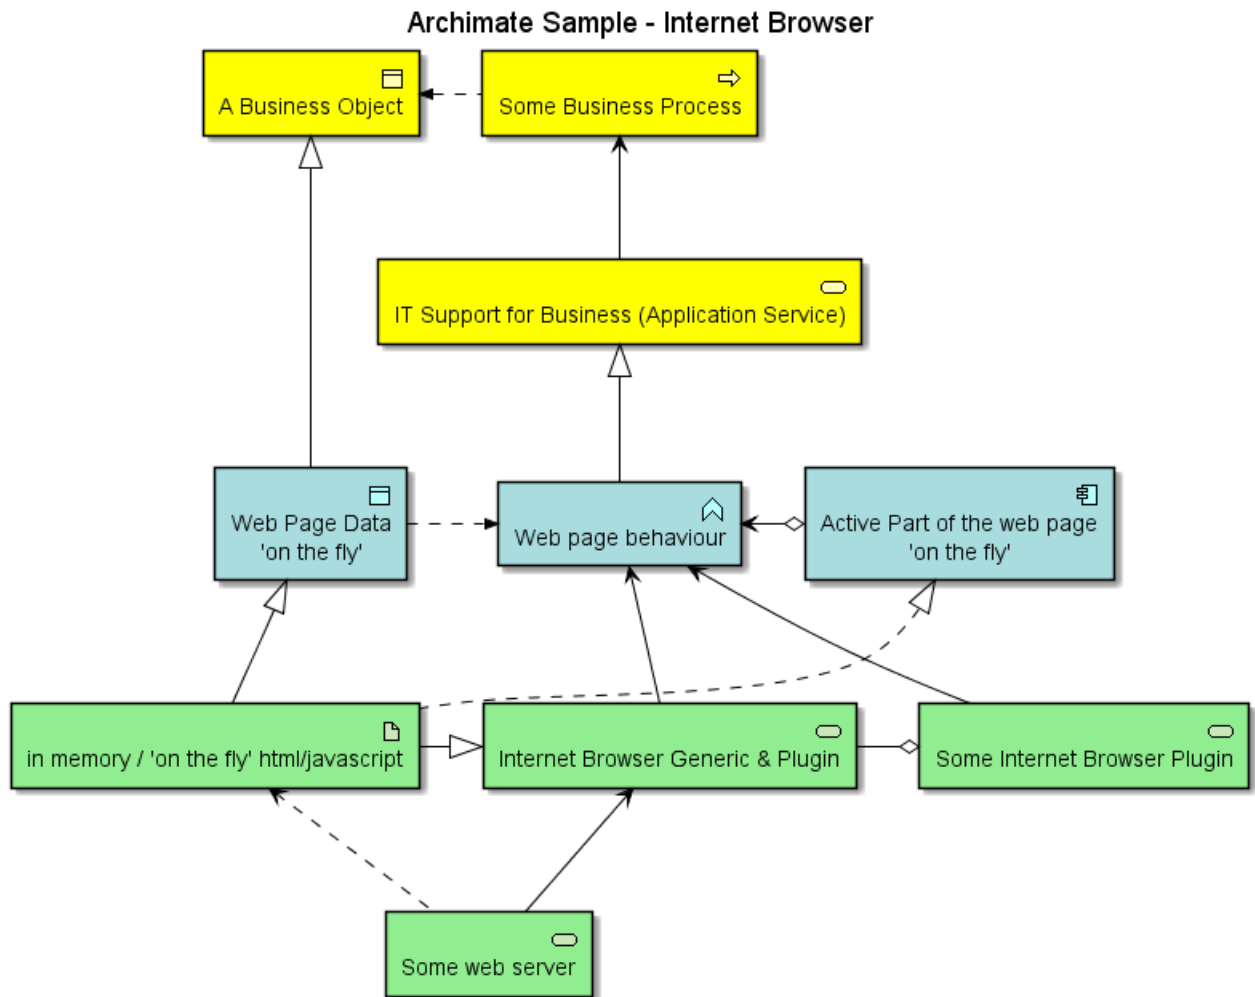 Archimate Sample - Internet Browser
A Business Object
Some Business Process
IT Support for Business (Application Service)
Web Page Data
'on the fly'
Web page behaviour
Active Part of the web page
'on the fly'
in memory / 'on the fly' html/javascript
Internet Browser Generic & Plugin
Some Internet Browser Plugin
Some web server